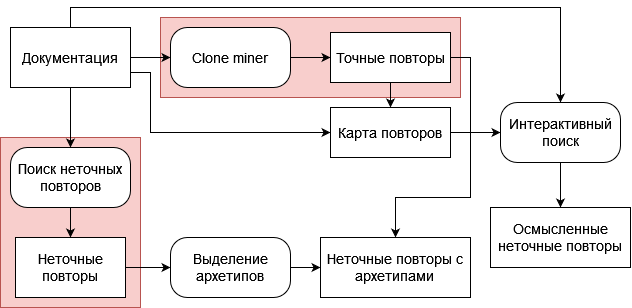 Документация
Clone miner
Точные повторы
Карта повторов
Интерактивный
поиск
Поиск неточных
повторов
Осмысленные
неточные повторы
Неточные
повторы
Выделение
архетипов
Неточные повторы с
архетипами